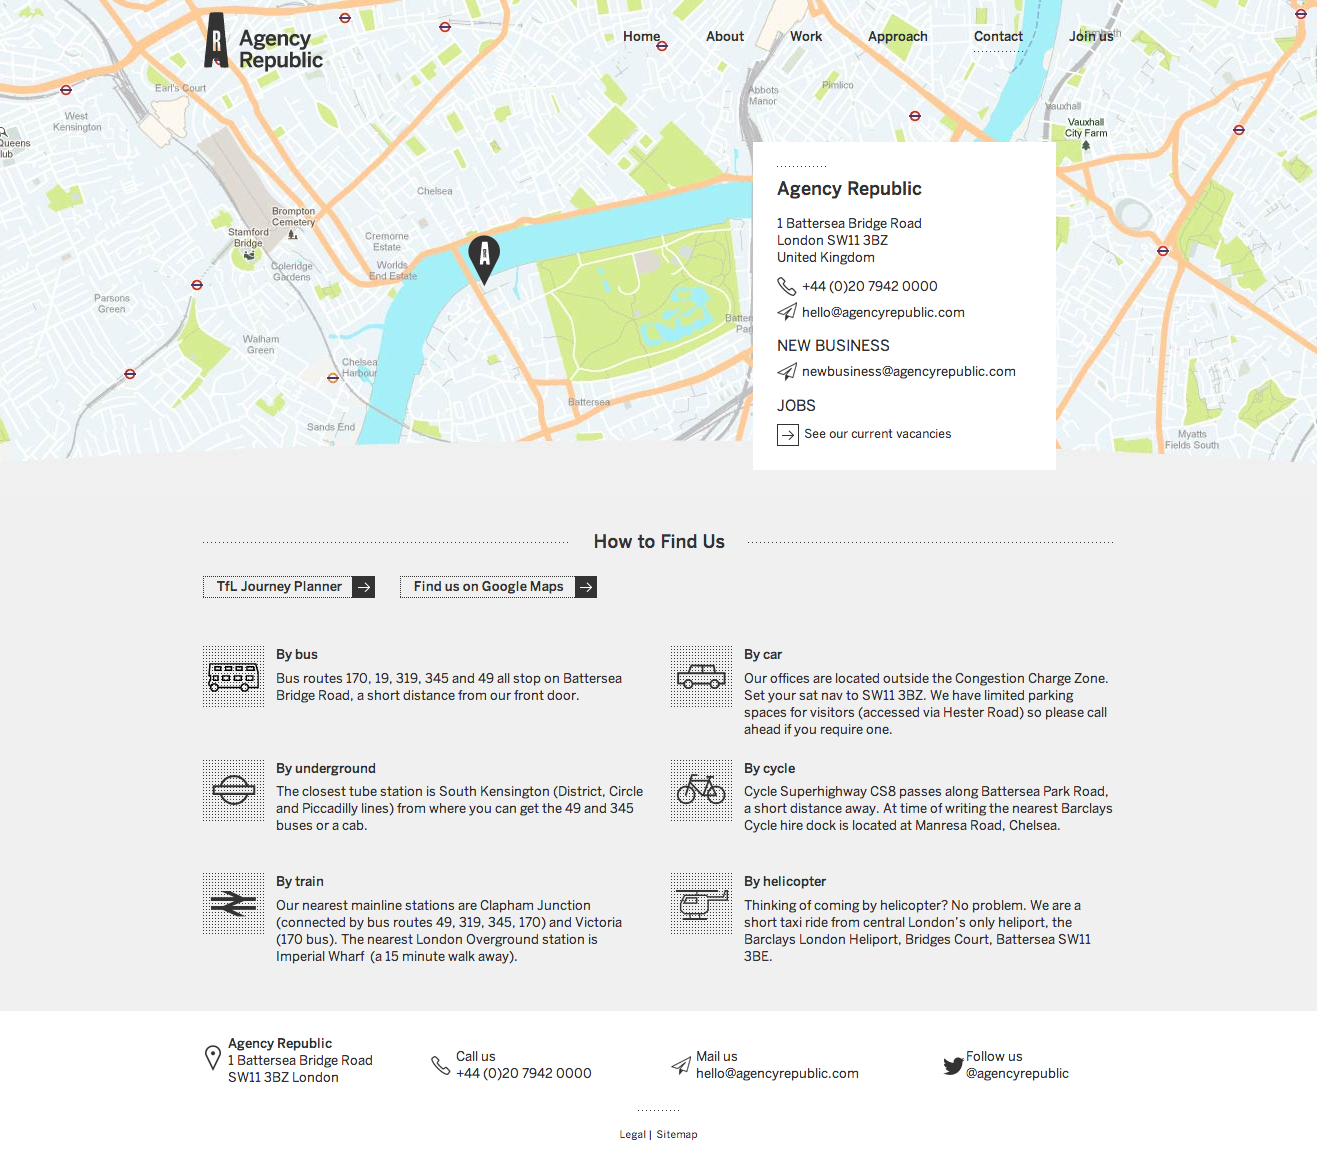 R
Agency
Republic
Home
About
Work
Approach
Contact
Join us
Lambeth
Earl's Court
West
Kensington
Queens
lub
Abbots
Manor
Pimlico
Vauxhall
Vauxhall
City Farm
Chelsea
Brompton
Cemetery
Stamford
Bridge
Cremorne
Estate
Coleridge
Gardens
Worlds
End Estate
Parsons
Green
Walham
Green
Chelsea
Harbour
Batter
Par
Battersea
Sands End
Myatts
Fields South
Agency Republic
1 Battersea Bridge Road
London SW11 3BZ
United Kingdom
+44 (0)20 7942 0000
hello@agencyrepublic.com
NEW BUSINESS
newbusiness@agencyrepublic.com
JOBS
See our current vacancies
How to Find Us
TfL Journey Planner
Find us on Google Maps
By bus
Bus routes 170, 19, 319, 345 and 49 all stop on Battersea
Bridge Road, a short distance from our front door.
By car
Our offices are located outside the Congestion Charge Zone.
Set your sat nav to SW11 3BZ. We have limited parking
spaces for visitors (accessed via Hester Road) so please call
ahead if you require one.
By underground
The closest tube station is South Kensington (District, Circle
and Piccadilly lines) from where you can get the 49 and 345
buses or a cab.
By cycle
Cycle Superhighway CS8 passes along Battersea Park Road,
a short distance away. At time of writing the nearest Barclays
Cycle hire dock is located at Manresa Road, Chelsea.
By train
Our nearest mainline stations are Clapham Junction
(connected by bus routes 49, 319, 345, 170) and Victoria
(170 bus). The nearest London Overground station is
Imperial Wharf (a 15 minute walk away).
By helicopter
Thinking of coming by helicopter? No problem. We are a
short taxi ride from central London's only heliport, the
Barclays London Heliport, Bridges Court, Battersea SW11
3BE.
Agency Republic
1 Battersea Bridge Road
SW11 3BZ London
Call us
+44 (0)20 7942 0000
Mail us
hello@agencyrepublic.com
Follow us
@agencyrepublic
Legal | Sitemap